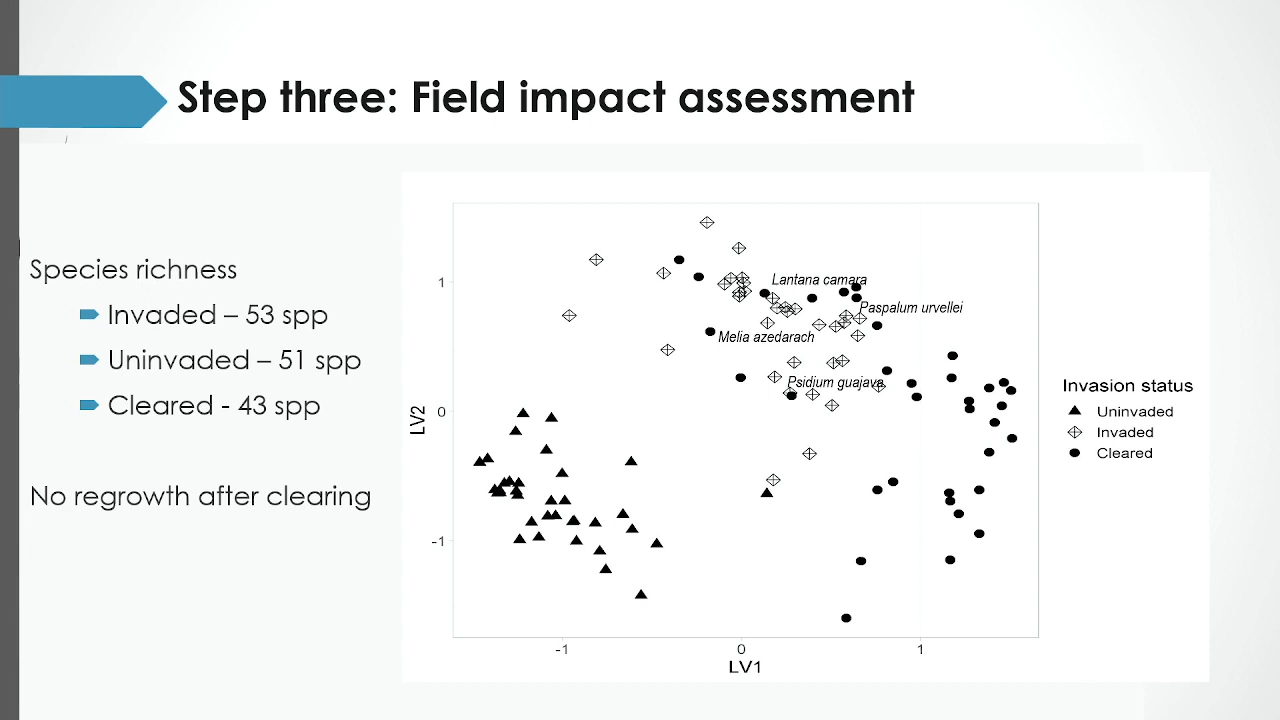 Step three: Field impact assessment
Species richness
Invaded – 53 spp
Uninvaded – 51 spp
Cleared - 43 spp
No regrowth after clearing
LV2
1
0
-1
Lantana camara
Paspalum urvellei
Melia azedarach
Psidium guajava
-1
0
1
LV1
Invasion status
Uninvaded
Invaded
Cleared